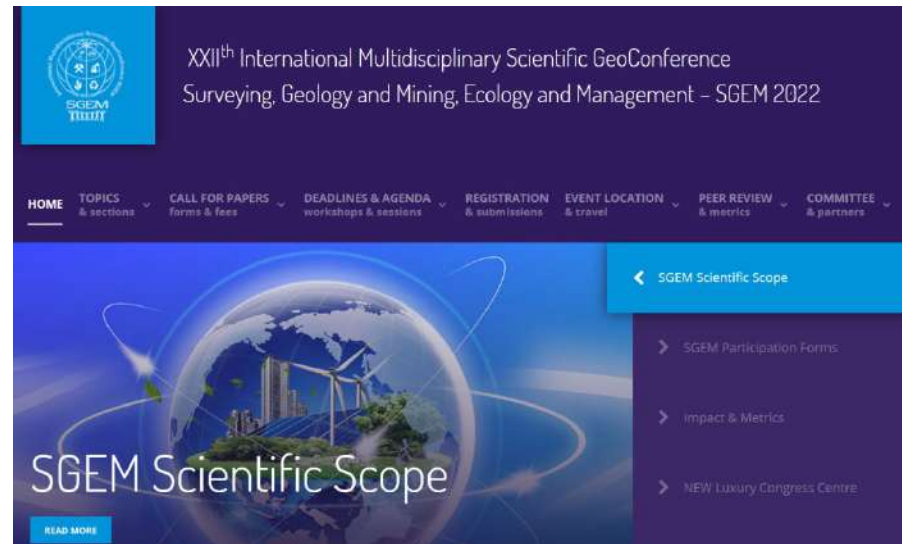 SGEM
XXIIth International Multidisciplinary Scientific GeoConference
Surveying, Geology and Mining, Ecology and Management – SGEM 2022
HOME
TOPICS
& sections
CALL FOR PAPERS
forms & fees
DEADLINES & AGENDA
workshops & sessions
REGISTRATION
& submissions
EVENT LOCATION
& travel
PEER REVIEW
& metrics
COMMITTEE
& partners
SGEM Scientific Scope
SGEM Participation Forms
Impact & Metrics
NEW Luxury Congress Centre
SGEM Scientific Scope
READ MORE